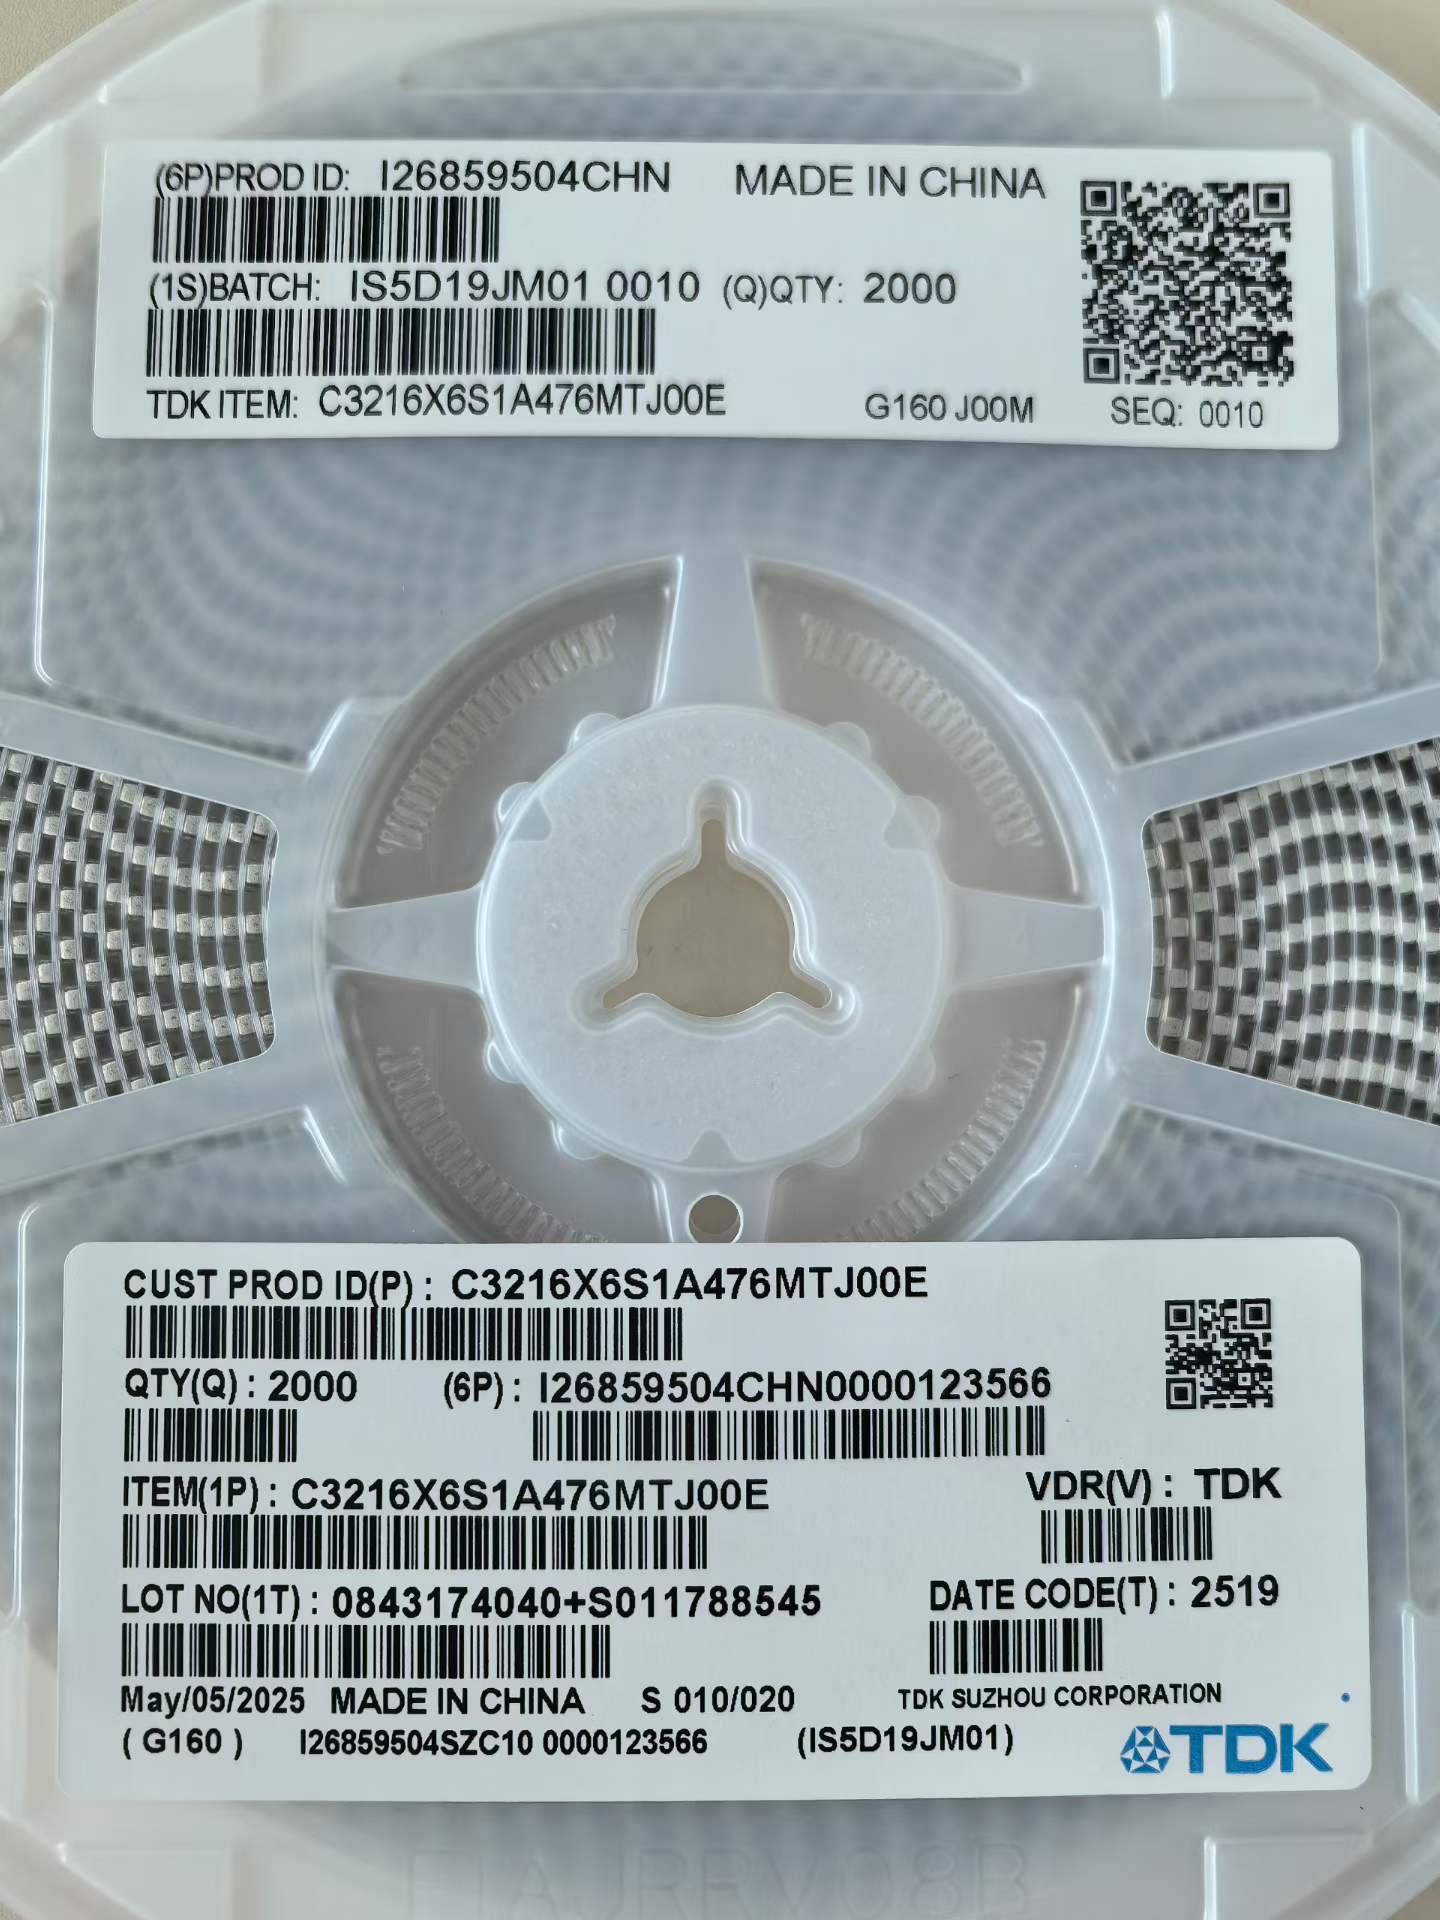 (6P)PROD ID: I26859504CHN MADE IN CHINA
(1S)BATCH: IS5D19JM01 0010 (Q)QTY: 2000
TDK ITEM: C3216X6S1A476MTJ00E G160 J00M SEQ: 0010
CUST PROD ID(P) : C3216X6S1A476MTJ00E
QTY(Q) : 2000 (6P) : I26859504CHN0000123566
ITEM(1P) : C3216X6S1A476MTJ00E VDR(V) : TDK
LOT NO(1T) : 0843174040+S011788545 DATE CODE(T) : 2519
May/05/2025 MADE IN CHINA S 010/020 TDK SUZHOU CORPORATION
( G160 ) I26859504SZC10 0000123566 (IS5D19JM01) TDK